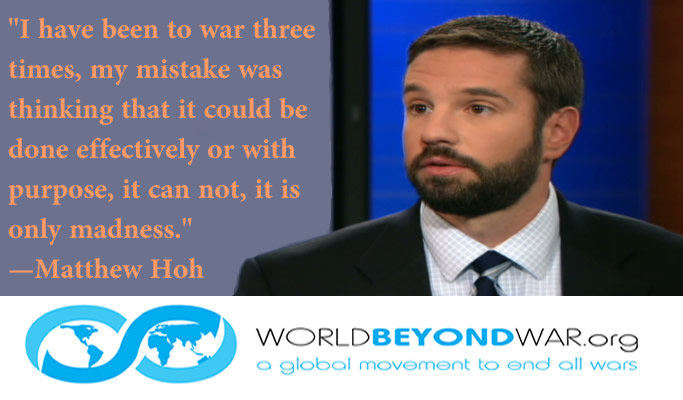 "I have been to war three
times, my mistake was
thinking that it could be
done effectively or with
purpose, it can not, it is
only madness."
—Matthew Hoh
WORLDBEYONDWAR.org
a global movement to end all wars